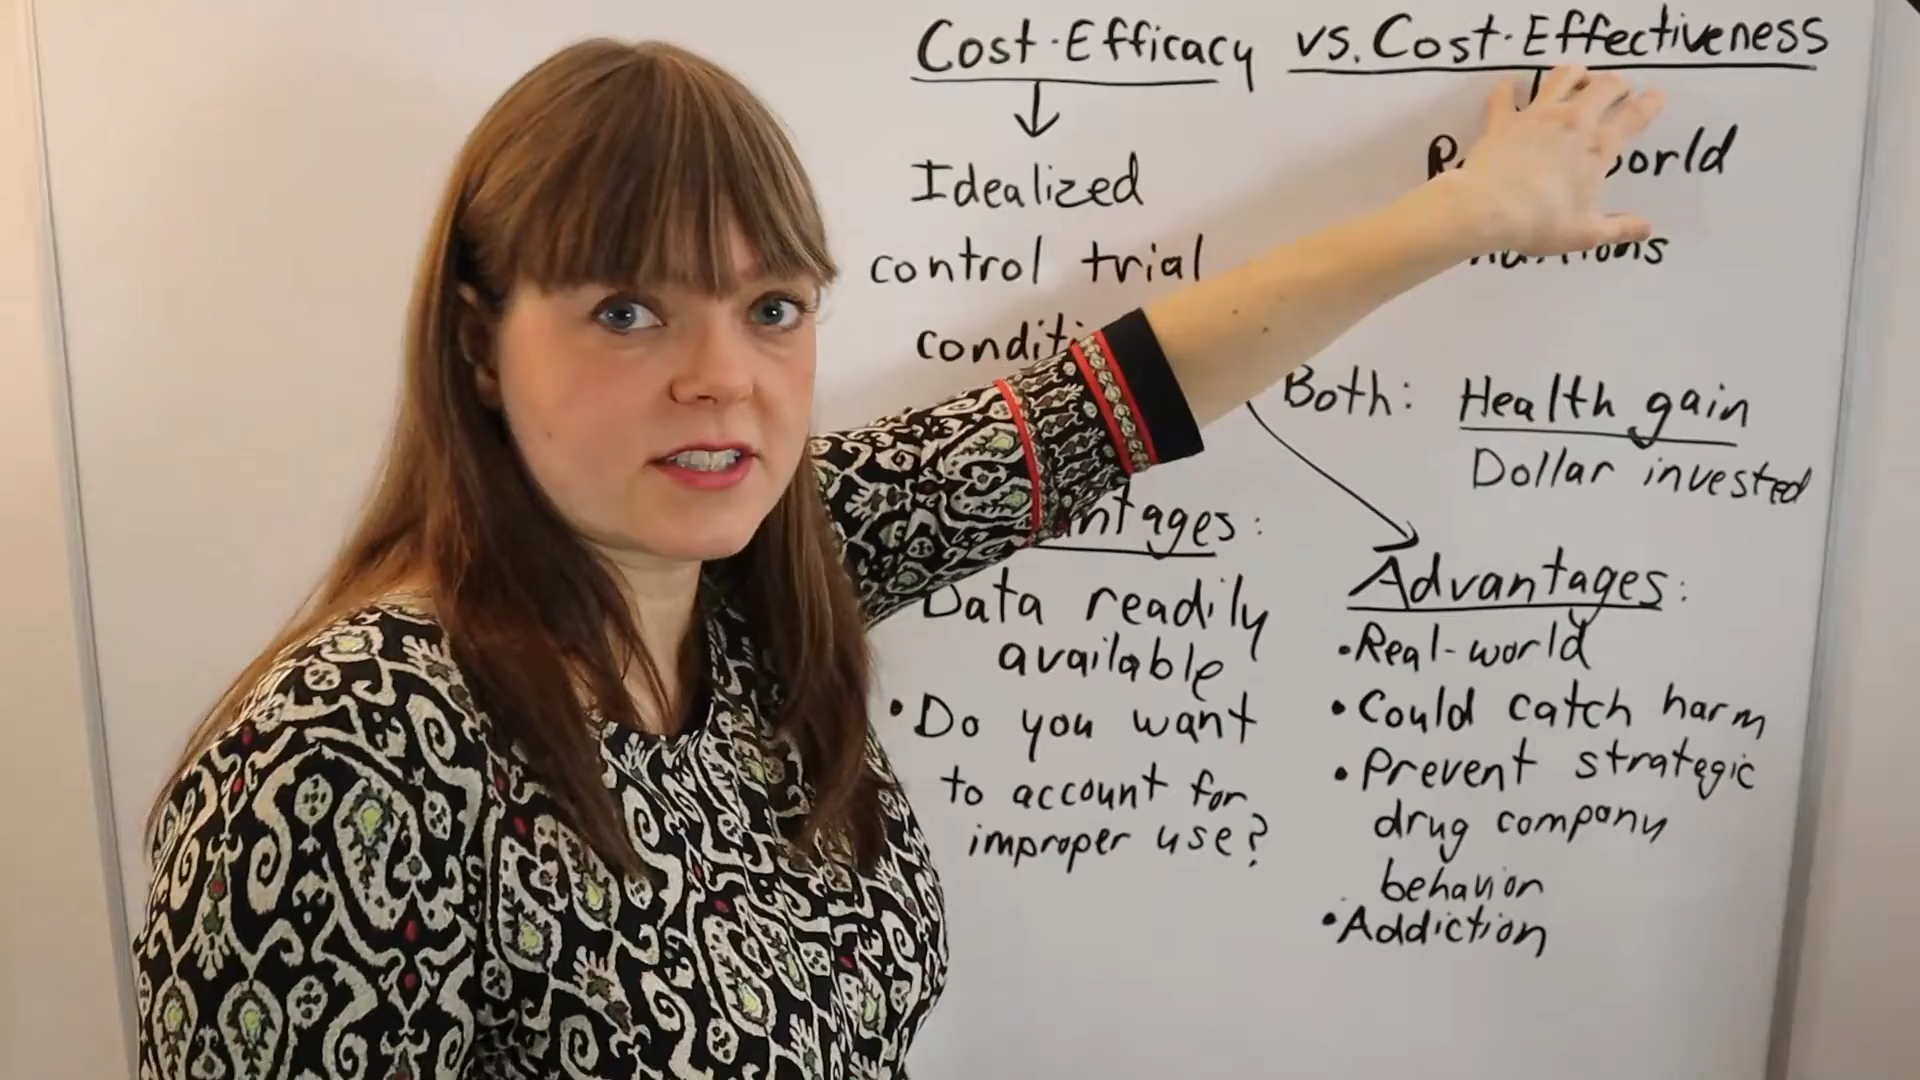 Cost-Efficacy vs. Cost-Effectiveness
Idealized
control trial
Both: Health gain
Dollar invested
Data readily
available
• Do you want
to account for
improper use?
Advantages:
• Real-world
• Could catch harm
• Prevent strategic
drug company
behavior
• Addiction